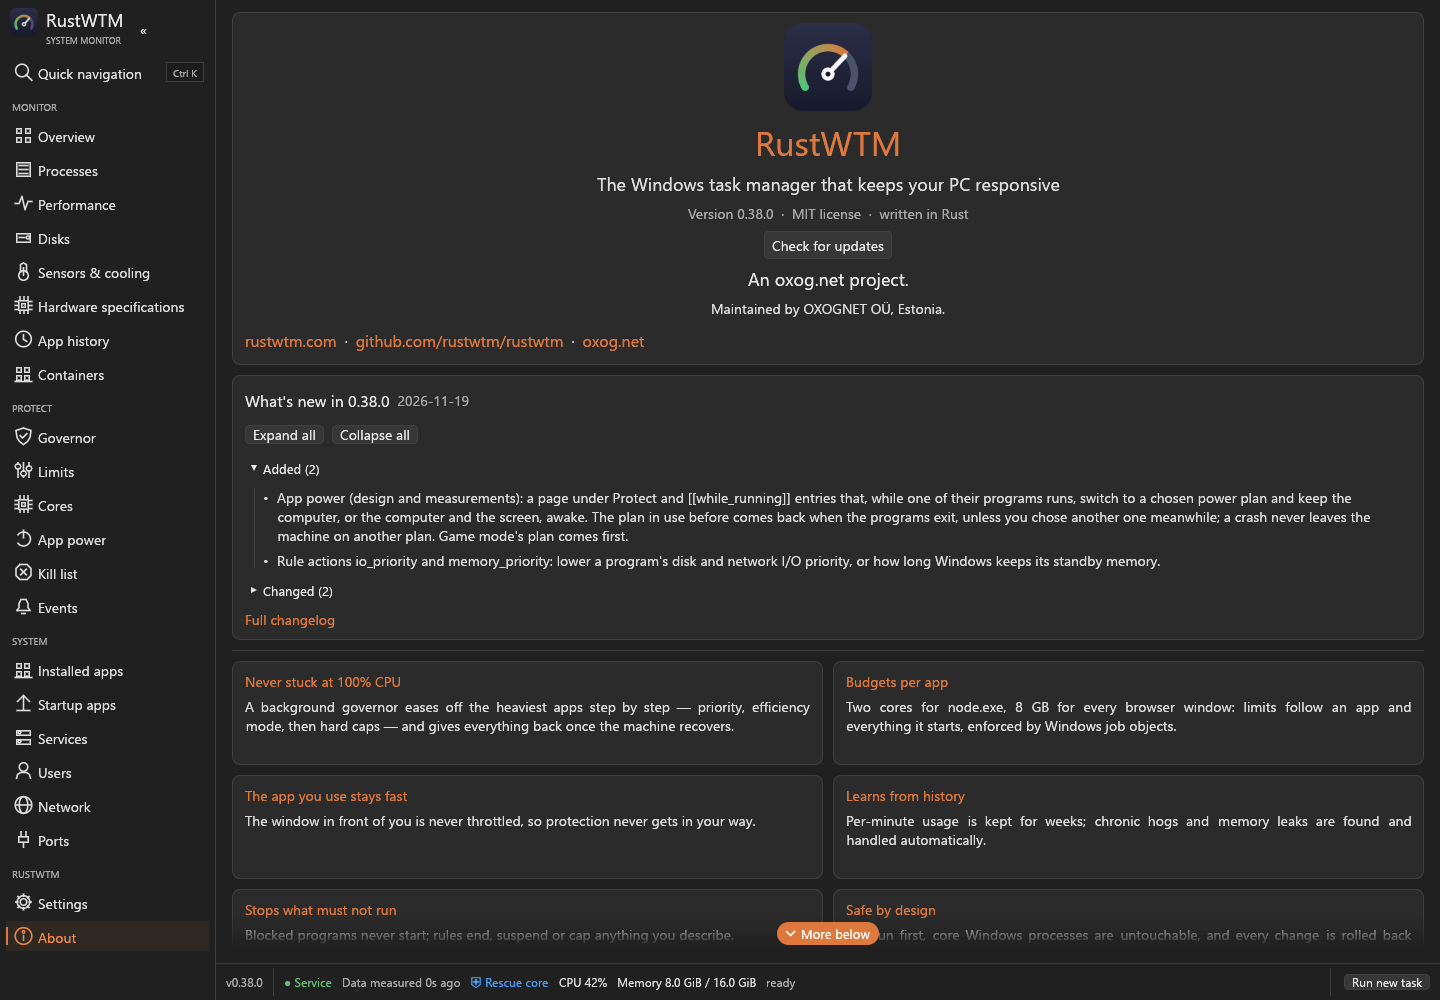 RustWTM
SYSTEM MONITOR
«
Quick navigation
Ctrl K
MONITOR
Overview
Processes
Performance
Disks
Sensors & cooling
Hardware specifications
App history
Containers
PROTECT
Governor
Limits
Cores
App power
Kill list
Events
SYSTEM
Installed apps
Startup apps
Services
Users
Network
Ports
RUSTWTM
Settings
About
RustWTM
The Windows task manager that keeps your PC responsive
Version 0.38.0 · MIT license · written in Rust
Check for updates
An oxog.net project.
Maintained by OXOGNET OÜ, Estonia.
rustwtm.com · github.com/rustwtm/rustwtm · oxog.net
What's new in 0.38.0 2026-11-19
Expand all Collapse all
Added (2)
• App power (design and measurements): a page under Protect and [[while_running]] entries that, while one of their programs runs, switch to a chosen power plan and keep the
computer, or the computer and the screen, awake. The plan in use before comes back when the programs exit, unless you chose another one meanwhile; a crash never leaves the
machine on another plan. Game mode's plan comes first.
• Rule actions io_priority and memory_priority: lower a program's disk and network I/O priority, or how long Windows keeps its standby memory.
Changed (2)
Full changelog
Never stuck at 100% CPU
A background governor eases off the heaviest apps step by step — priority, efficiency
mode, then hard caps — and gives everything back once the machine recovers.
Budgets per app
Two cores for node.exe, 8 GB for every browser window: limits follow an app and
everything it starts, enforced by Windows job objects.
The app you use stays fast
The window in front of you is never throttled, so protection never gets in your way.
Learns from history
Per-minute usage is kept for weeks; chronic hogs and memory leaks are found and
handled automatically.
Stops what must not run
Blocked programs never start; rules end, suspend or cap anything you describe.
Safe by design
first, core Windows processes are untouchable, and every change is rolled back
More below
v0.38.0
Service
Data measured 0s ago
Rescue core
CPU 42%
Memory 8.0 GiB / 16.0 GiB
ready
Run new task